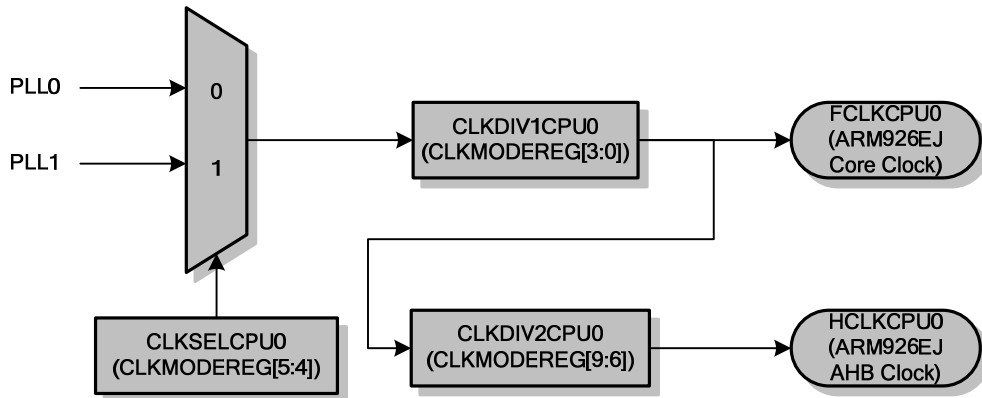 PLL0
PLL1
0
1
CLKSELCPU0
(CLKMODEREG[5:4])
CLKDIV1CPU0
(CLKMODEREG[3:0])
FCLKCPU0
(ARM926EJ
Core Clock)
CLKDIV2CPU0
(CLKMODEREG[9:6])
HCLKCPU0
(ARM926EJ
AHB Clock)